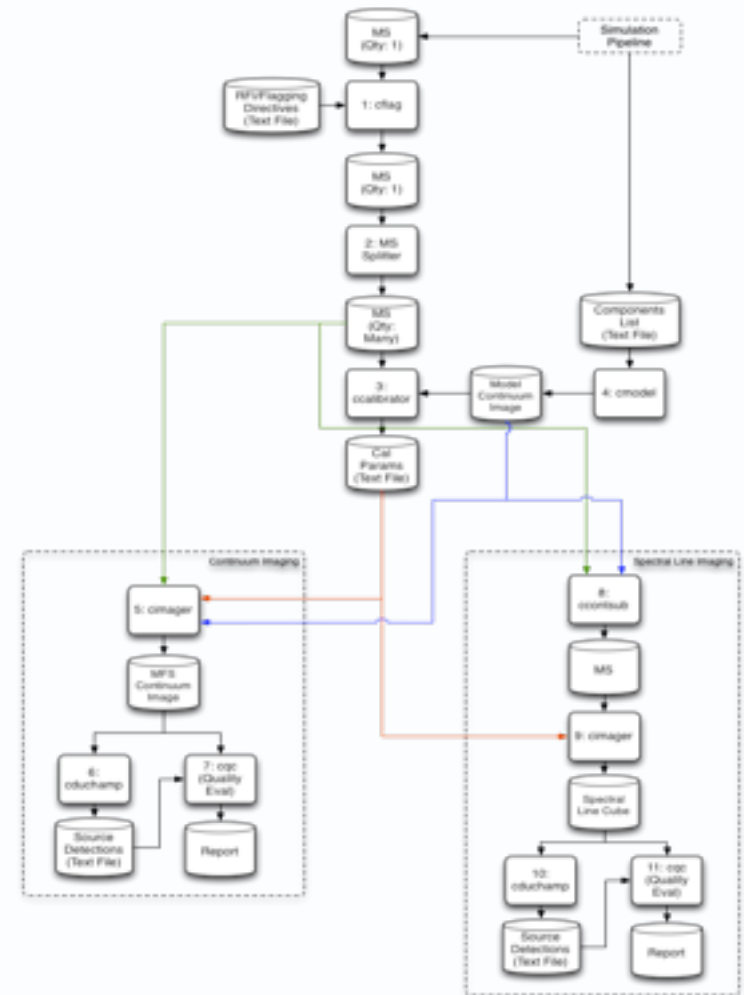 MS
(Qty: 1)
Simulation
Pipeline
RFI/Flagging
Directives
(Text File)
1: cflag
MS
(Qty: 1)
2: MS
Splitter
MS
(Qty:
Many)
Components
List
(Text File)
3:
ccalibrator
Model
Continuum
Image
4: cmodel
Cal
Params
(Text File)
Continuum Imaging
5: cimager
MFS
Continuum
Image
6:
cduchamp
7: cqc
(Quality
Eval)
Source
Detections
(Text File)
Report
Spectral Line Imaging
8:
ccontsub
MS
9: cimager
Spectral
Line Cube
10:
cduchamp
11: cqc
(Quality
Eval)
Source
Detections
(Text File)
Report